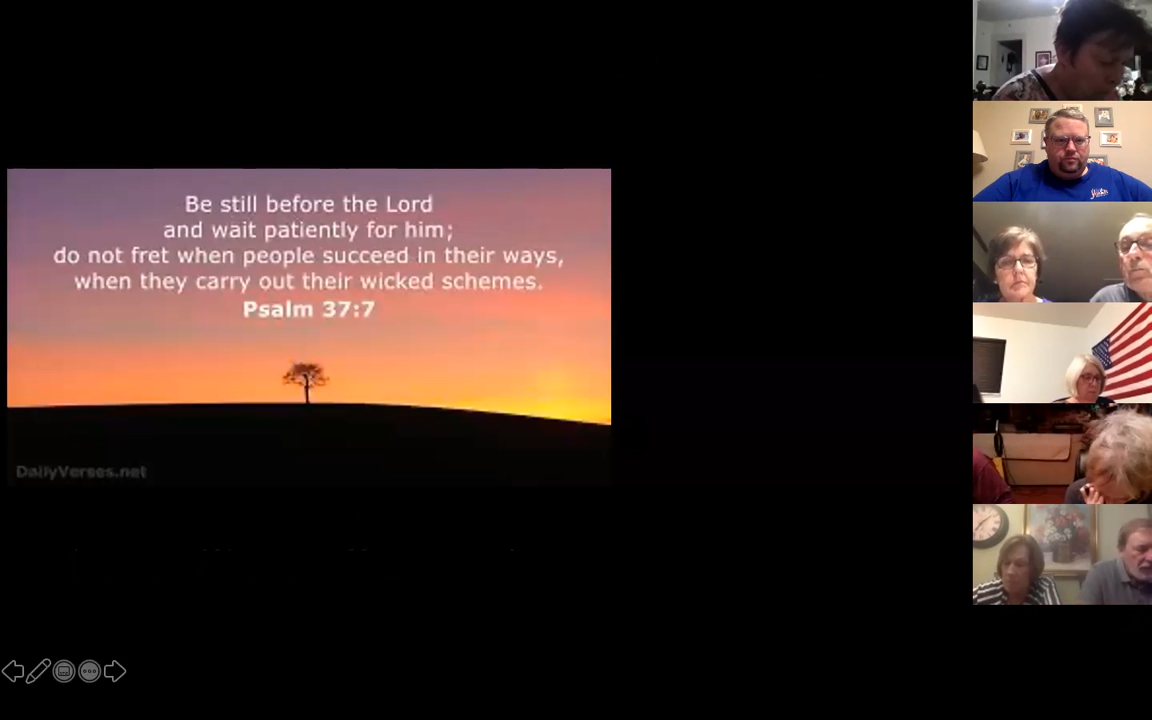 Be still before the Lord
and wait patiently for him;
do not fret when people succeed in their ways,
when they carry out their wicked schemes.
Psalm 37:7
DailyVerses.net